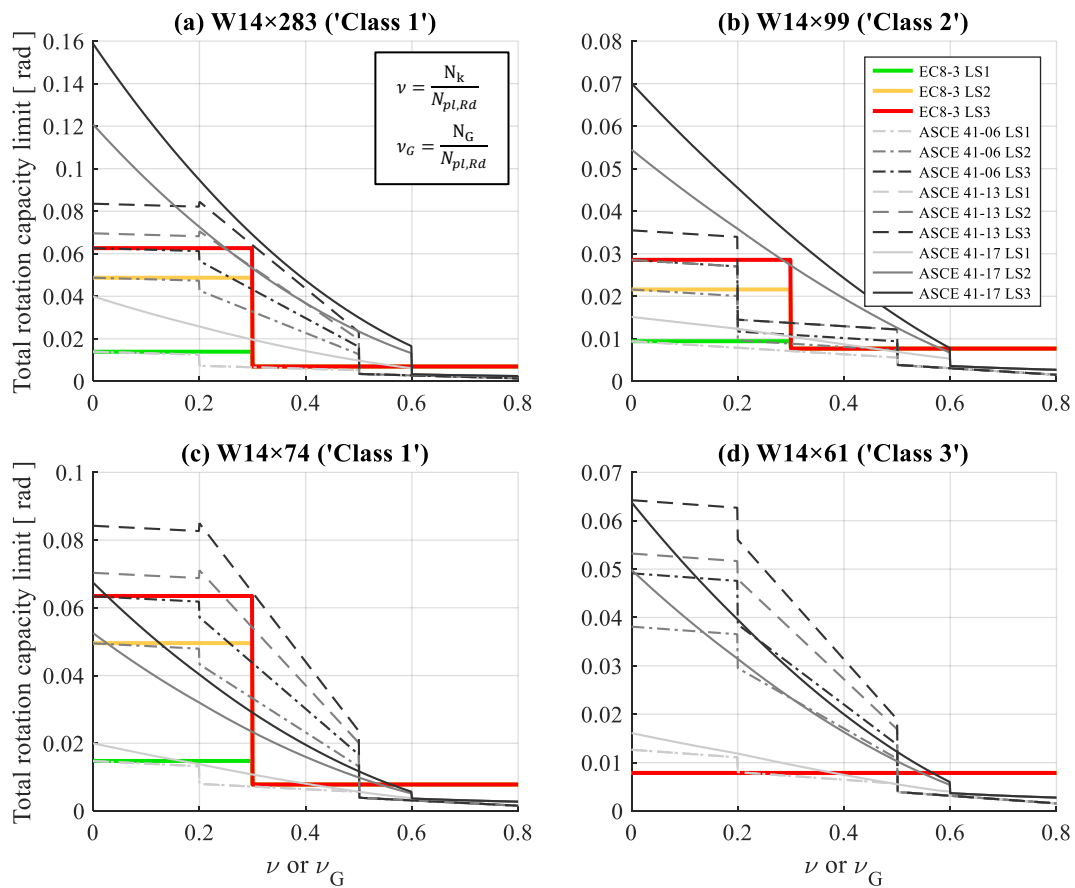 (a) W14×283 ('Class 1')
Total rotation capacity limit [ rad ]
0.16
0.14
0.12
0.1
0.08
0.06
0.04
0.02
0
0 0.2 0.4 0.6 0.8
ν = N_k / N_{pl,Rd}
ν_G = N_G / N_{pl,Rd}
(b) W14×99 ('Class 2')
0.08
0.07
0.06
0.05
0.04
0.03
0.02
0.01
0
0 0.2 0.4 0.6 0.8
EC8-3 LS1
EC8-3 LS2
EC8-3 LS3
ASCE 41-06 LS1
ASCE 41-06 LS2
ASCE 41-06 LS3
ASCE 41-13 LS1
ASCE 41-13 LS2
ASCE 41-13 LS3
ASCE 41-17 LS1
ASCE 41-17 LS2
ASCE 41-17 LS3
(c) W14×74 ('Class 1')
Total rotation capacity limit [ rad ]
0.1
0.08
0.06
0.04
0.02
0
0 0.2 0.4 0.6 0.8
ν or ν_G
(d) W14×61 ('Class 3')
0.07
0.06
0.05
0.04
0.03
0.02
0.01
0
0 0.2 0.4 0.6 0.8
ν or ν_G